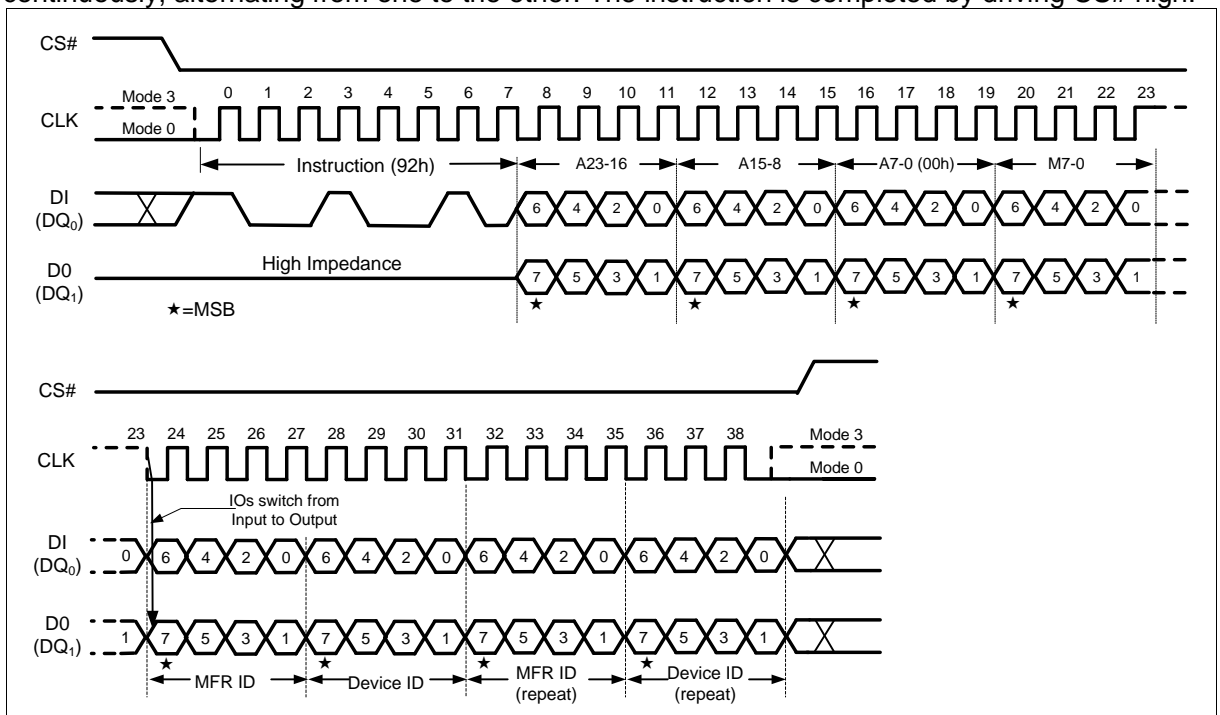 continuously, alternating from one to the other. The instruction is completed by driving CS# high.
CS#
Mode 3
0 1 2 3 4 5 6 7 8 9 10 11 12 13 14 15 16 17 18 19 20 21 22 23
CLK
Mode 0
Instruction (92h) A23-16 A15-8 A7-0 (00h) M7-0
DI
(DQ0)
6 4 2 0 6 4 2 0 6 4 2 0 6 4 2 0
High Impedance
D0
(DQ1)
7 5 3 1 7 5 3 1 7 5 3 1 7 5 3 1
★=MSB ★ ★ ★ ★
CS#
23 24 25 26 27 28 29 30 31 32 33 34 35 36 37 38 Mode 3
CLK
Mode 0
IOs switch from
Input to Output
DI
(DQ0)
0 6 4 2 0 6 4 2 0 6 4 2 0 6 4 2 0
D0
(DQ1)
1 7 5 3 1 7 5 3 1 7 5 3 1 7 5 3 1
★ ★ ★ ★
MFR ID Device ID MFR ID
(repeat)
Device ID
(repeat)